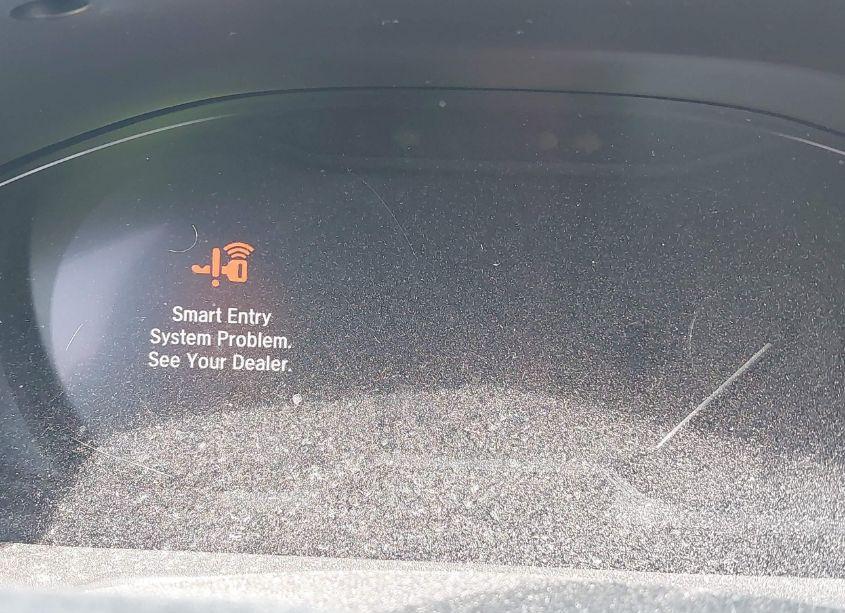 Smart Entry
System Problem.
See Your Dealer.